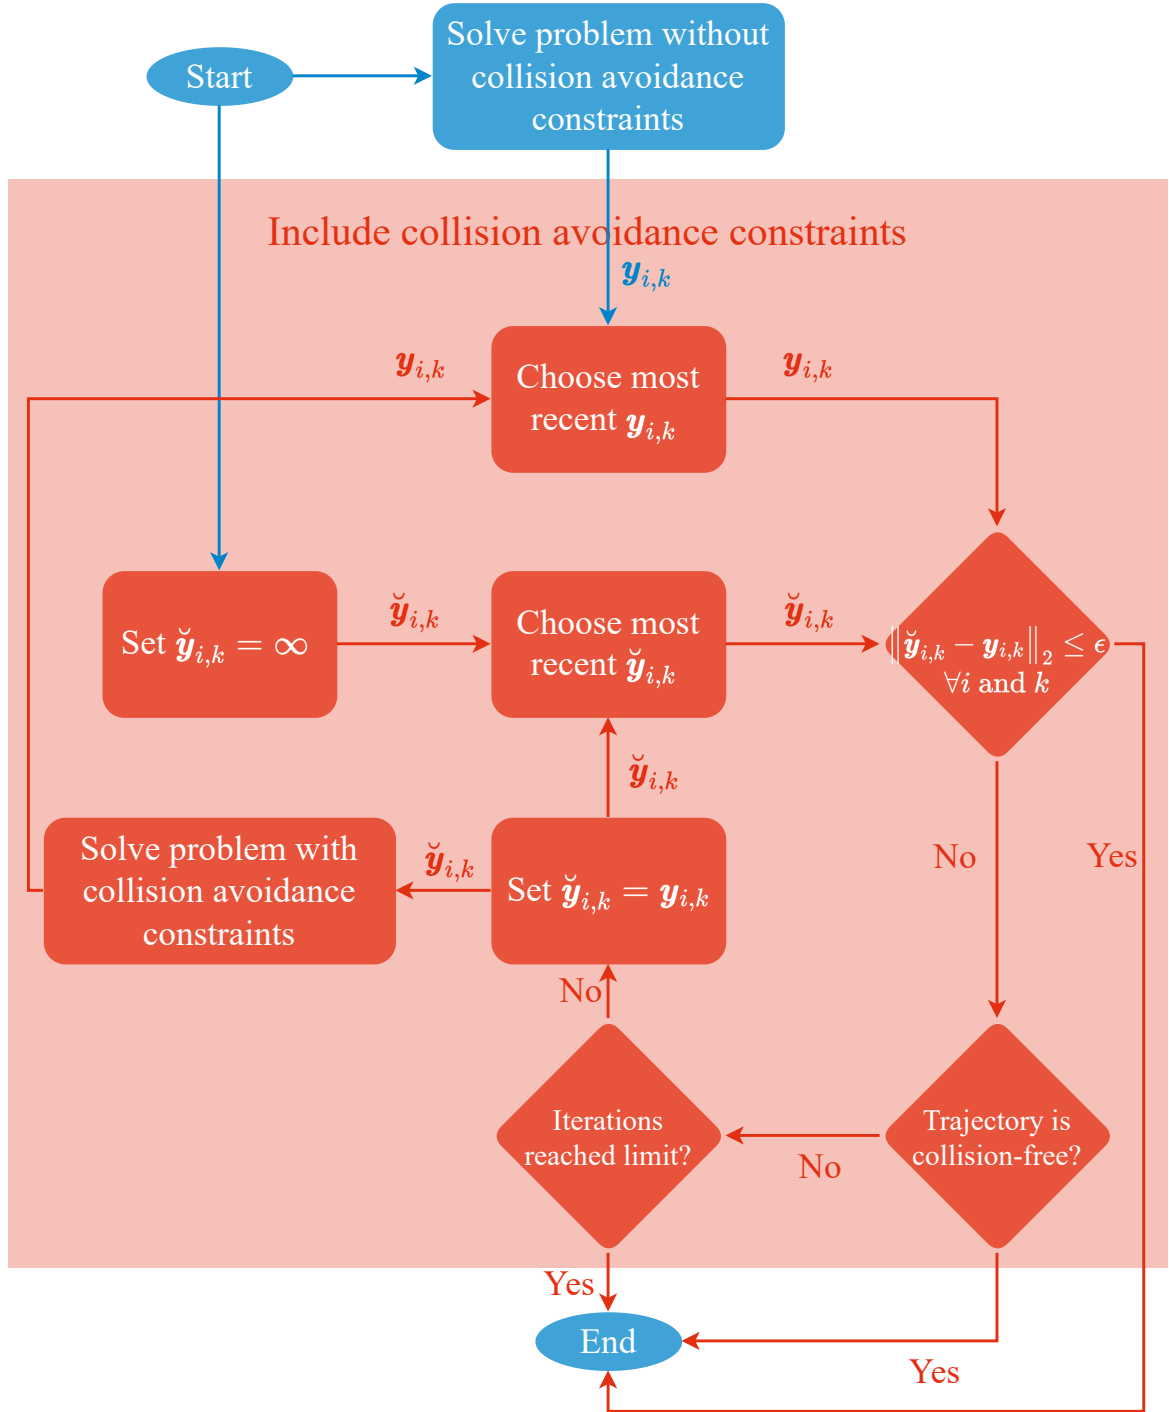 Solve problem without
collision avoidance
constraints
Start
Include collision avoidance constraints
𝒚ᵢ,ₖ
𝒚ᵢ,ₖ
Choose most
recent 𝒚ᵢ,ₖ
𝒚ᵢ,ₖ
Set 𝒚̆ᵢ,ₖ = ∞
𝒚̆ᵢ,ₖ
Choose most
recent 𝒚̆ᵢ,ₖ
𝒚̆ᵢ,ₖ
‖𝒚̆ᵢ,ₖ − 𝒚ᵢ,ₖ‖₂ ≤ ϵ
∀i and k
𝒚̆ᵢ,ₖ
Solve problem with
collision avoidance
constraints
𝒚̆ᵢ,ₖ
Set 𝒚̆ᵢ,ₖ = 𝒚ᵢ,ₖ
No
Yes
No
Iterations
reached limit?
No
Trajectory is
collision-free?
Yes
End
Yes